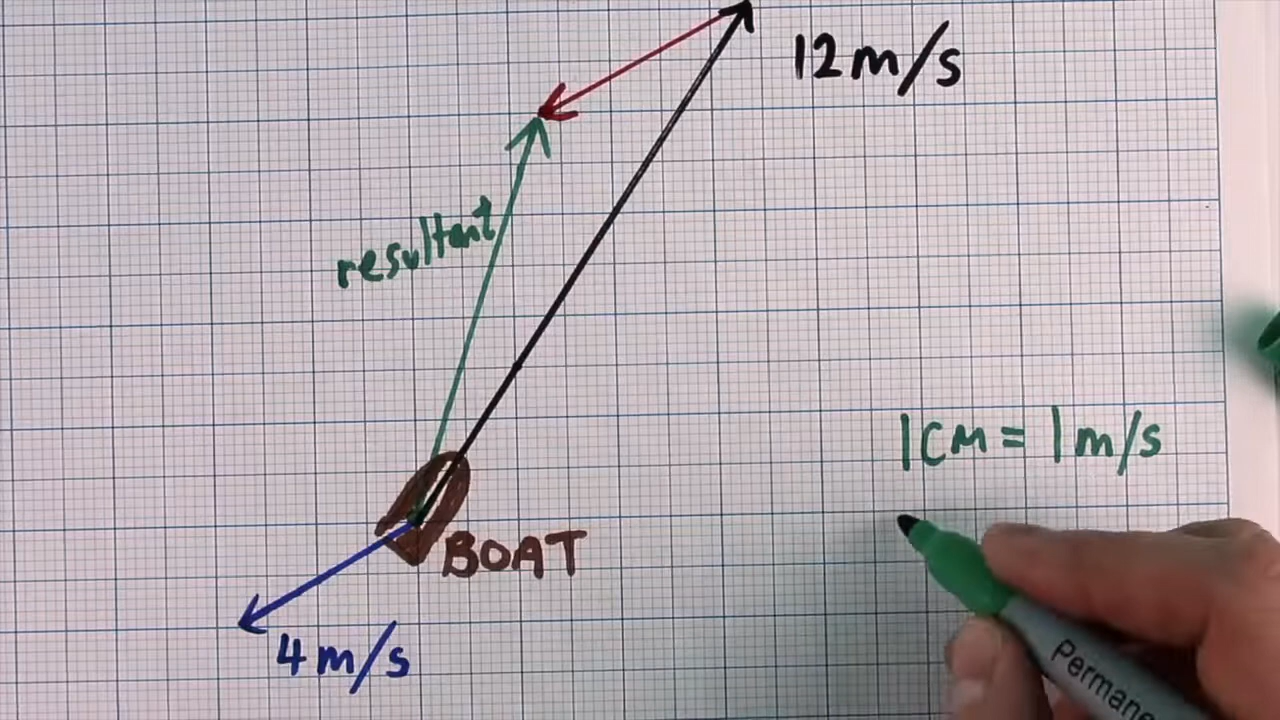 12m/s
resultant
1cm = 1m/s
BOAT
4m/s
Permane